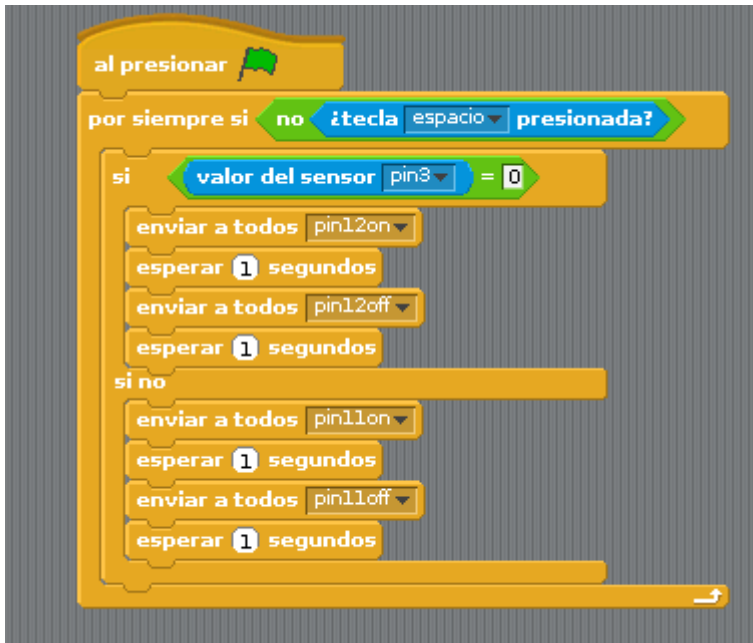 al presionar
por siempre si no ¿tecla espacio presionada?
si valor del sensor pin3 = 0
enviar a todos pin12on
esperar 1 segundos
enviar a todos pin12off
esperar 1 segundos
si no
enviar a todos pin11on
esperar 1 segundos
enviar a todos pin11off
esperar 1 segundos